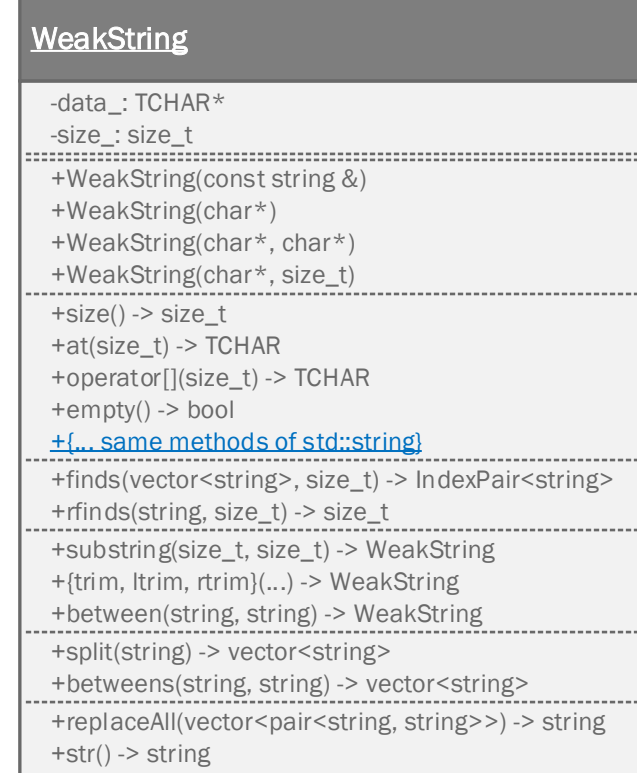 WeakString
-data_: TCHAR*
-size_: size_t
+WeakString(const string &)
+WeakString(char*)
+WeakString(char*, char*)
+WeakString(char*, size_t)
+size() -> size_t
+at(size_t) -> TCHAR
+operator[](size_t) -> TCHAR
+empty() -> bool
+{... same methods of std::string}
+finds(vector<string>, size_t) -> IndexPair<string>
+rfinds(string, size_t) -> size_t
+substring(size_t, size_t) -> WeakString
+{trim, ltrim, rtrim}(...) -> WeakString
+between(string, string) -> WeakString
+split(string) -> vector<string>
+betweens(string, string) -> vector<string>
+replaceAll(vector<pair<string, string>>) -> string
+str() -> string